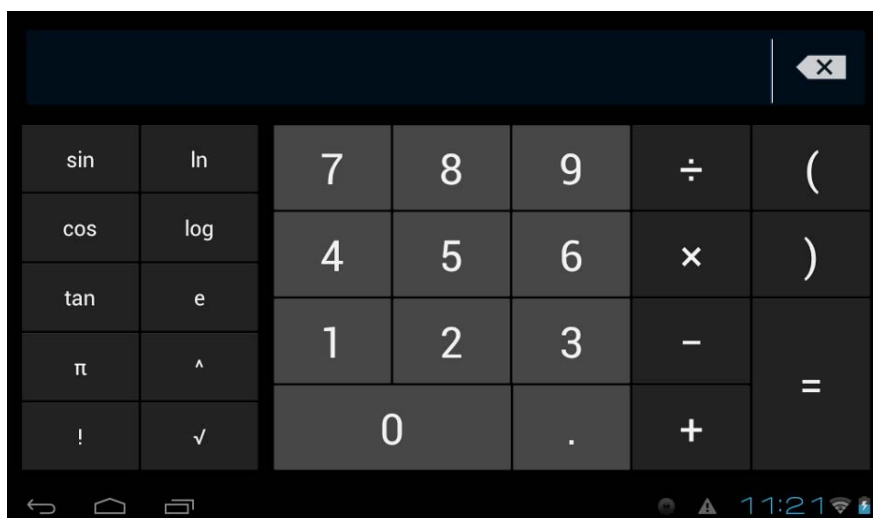 sin ln 7 8 9 ÷ (
cos log 4 5 6 × )
tan e 1 2 3 − =
π ^ 0 . +
! √
11:21